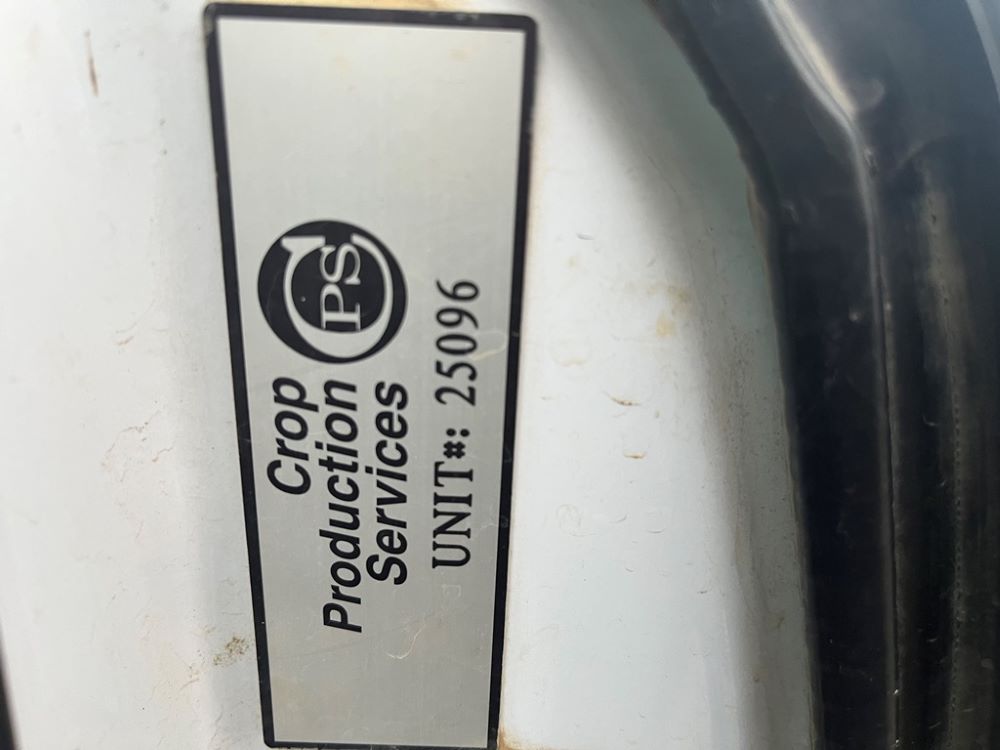 Crop
Production
Services
CPS
UNIT#: 25096